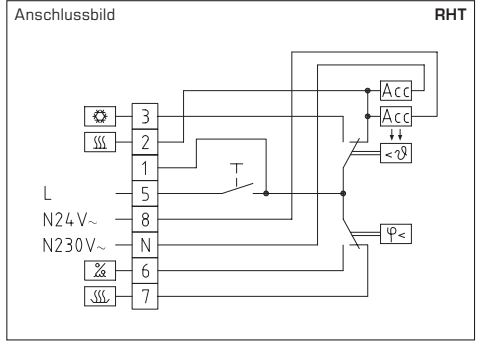 Anschlussbild RHT
Acc
3 Acc
2
<ϑ
1
L 5
N24V~ 8
φ<
N230V~ N
6
7